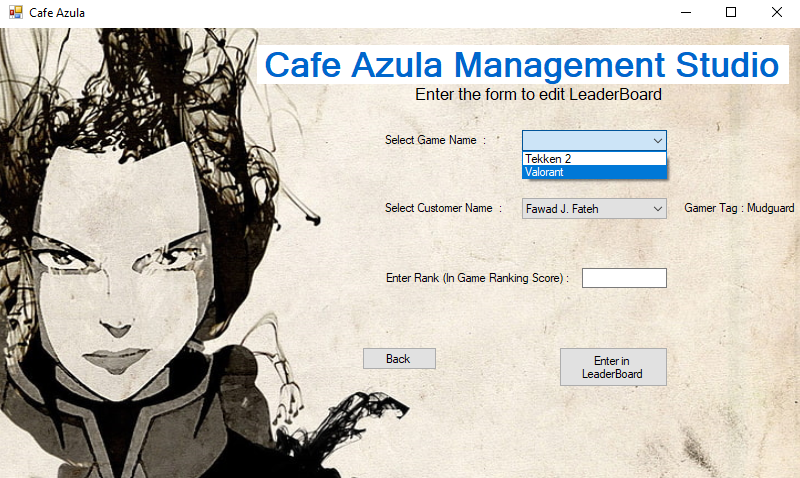 Cafe Azula
Cafe Azula Management Studio
Enter the form to edit LeaderBoard
Select Game Name :
Tekken 2
Valorant
Select Customer Name : Fawad J. Fateh Gamer Tag : Mudguard
Enter Rank (In Game Ranking Score) :
Back Enter in
LeaderBoard